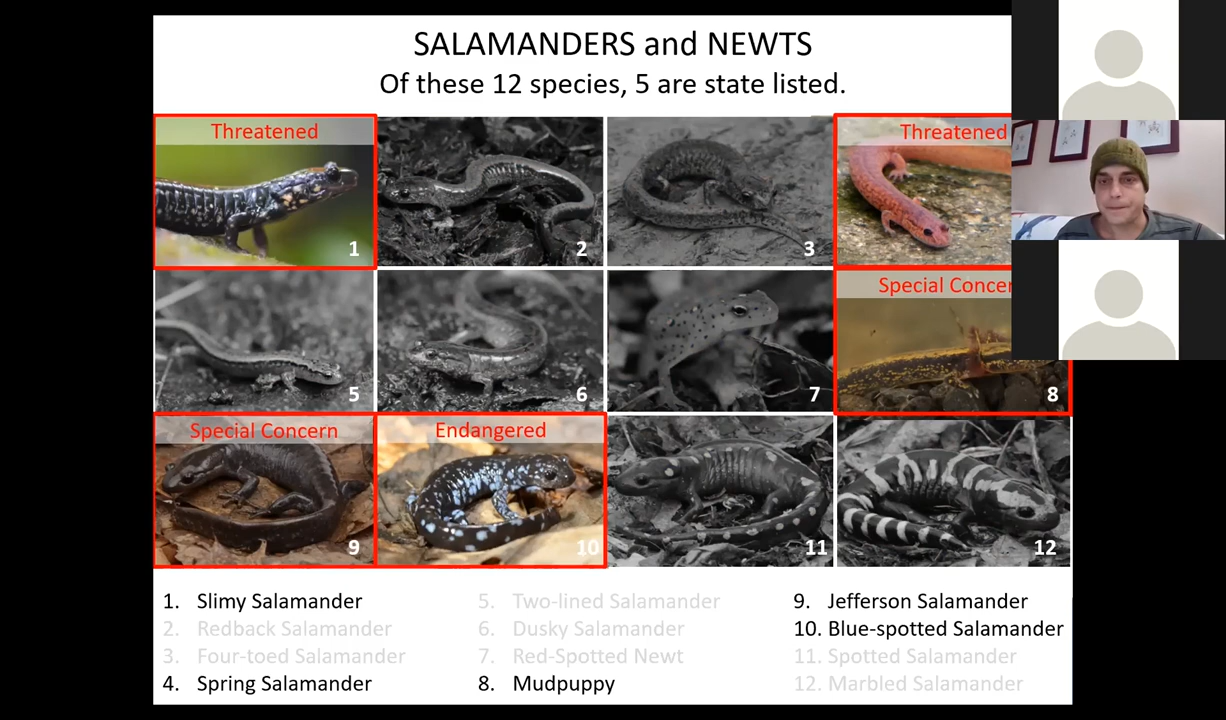 SALAMANDERS and NEWTS
Of these 12 species, 5 are state listed.
Threatened
Threatened
1
2
3
Special Concer
5
6
7
8
Special Concern
Endangered
9
10
11
12
1. Slimy Salamander
2. Redback Salamander
3. Four-toed Salamander
4. Spring Salamander
5. Two-lined Salamander
6. Dusky Salamander
7. Red-Spotted Newt
8. Mudpuppy
9. Jefferson Salamander
10. Blue-spotted Salamander
11. Spotted Salamander
12. Marbled Salamander